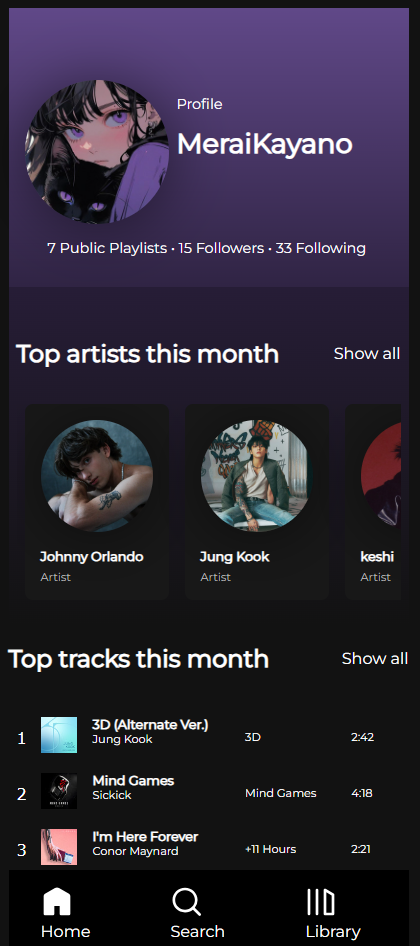 Profile
MeraiKayano
7 Public Playlists • 15 Followers • 33 Following
Top artists this month Show all
Johnny Orlando Jung Kook keshi
Artist Artist Artist
Top tracks this month Show all
1 3D (Alternate Ver.) 3D 2:42
Jung Kook
2 Mind Games Mind Games 4:18
Sickick
3 I'm Here Forever +11 Hours 2:21
Conor Maynard
Home Search Library